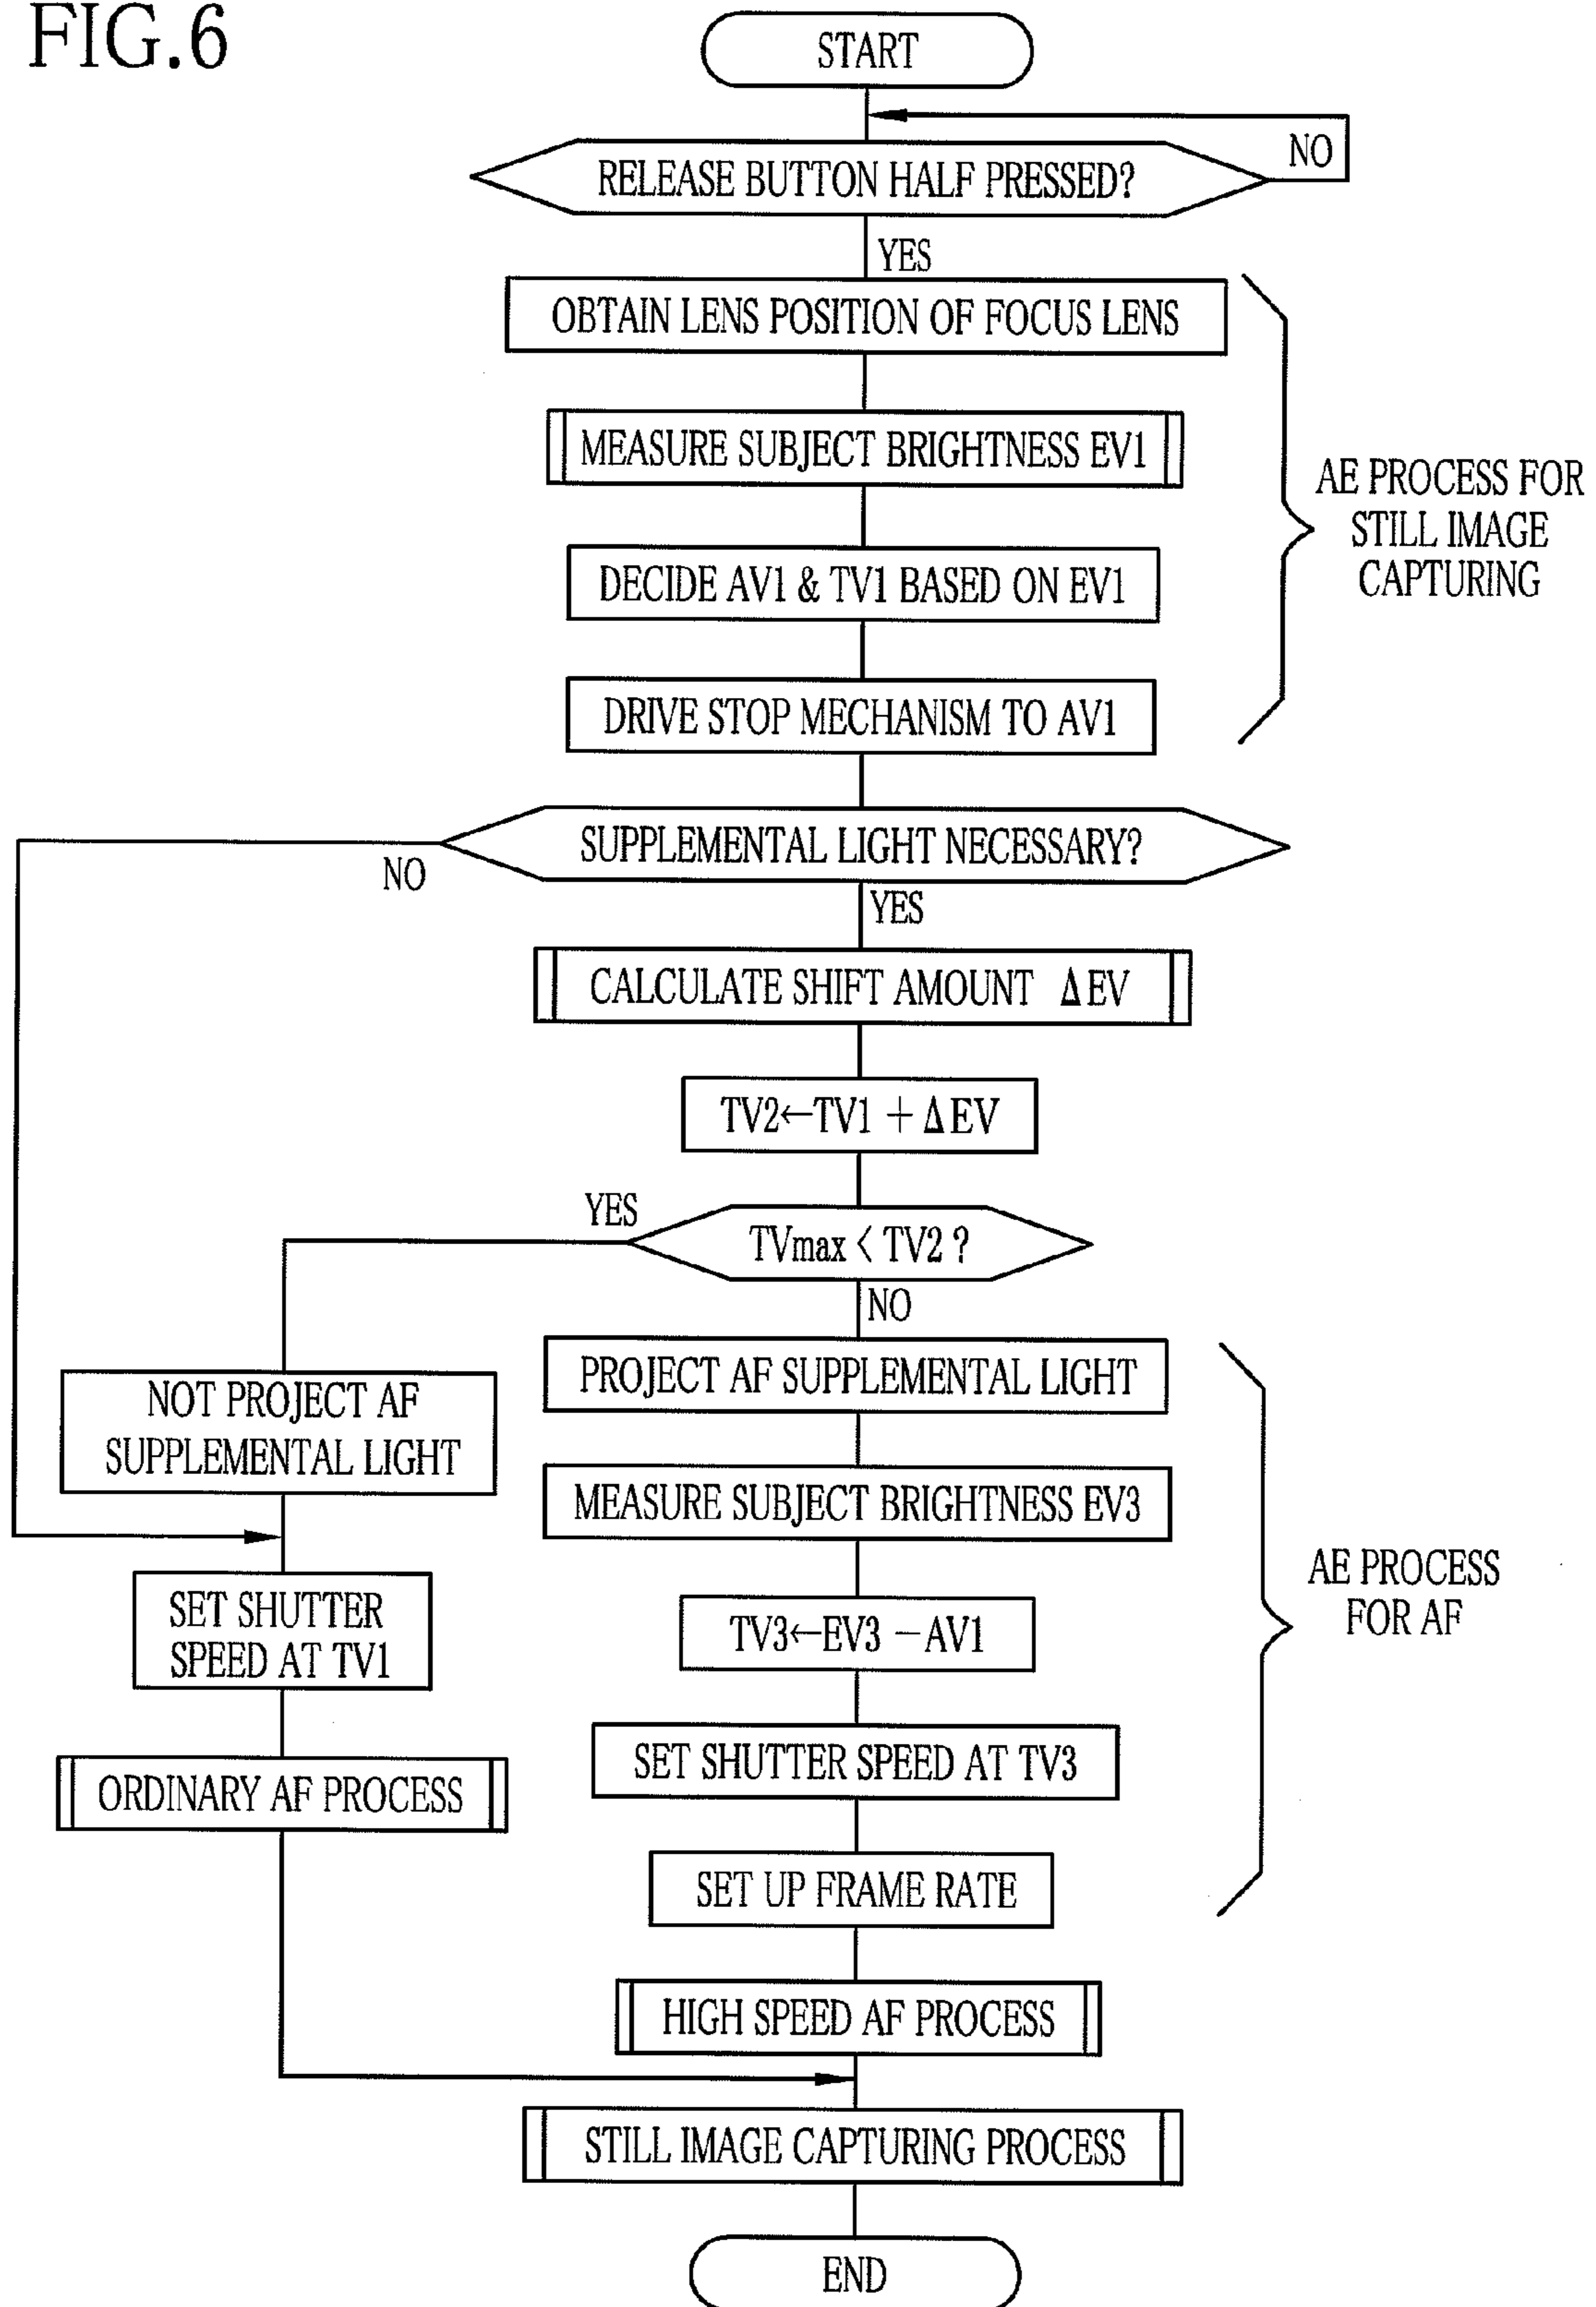 FIG.6
START
NO
RELEASE BUTTON HALF PRESSED?
YES
OBTAIN LENS POSITION OF FOCUS LENS
MEASURE SUBJECT BRIGHTNESS EV1
AE PROCESS FOR
STILL IMAGE
CAPTURING
DECIDE AV1 & TV1 BASED ON EV1
DRIVE STOP MECHANISM TO AV1
SUPPLEMENTAL LIGHT NECESSARY?
NO
YES
CALCULATE SHIFT AMOUNT ΔEV
TV2←TV1 + ΔEV
YES
TVmax < TV2 ?
NO
PROJECT AF SUPPLEMENTAL LIGHT
NOT PROJECT AF
SUPPLEMENTAL LIGHT
MEASURE SUBJECT BRIGHTNESS EV3
AE PROCESS
FOR AF
SET SHUTTER
SPEED AT TV1
TV3←EV3 −AV1
SET SHUTTER SPEED AT TV3
ORDINARY AF PROCESS
SET UP FRAME RATE
HIGH SPEED AF PROCESS
STILL IMAGE CAPTURING PROCESS
END